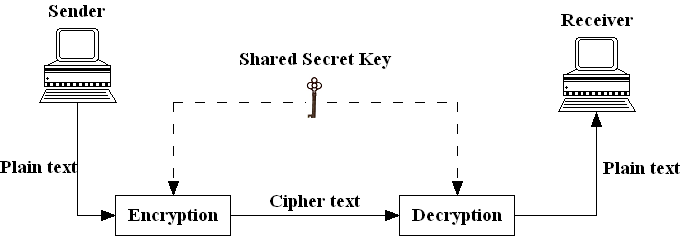 Sender
Receiver
Shared Secret Key
Plain text
Plain text
Cipher text
Encryption
Decryption